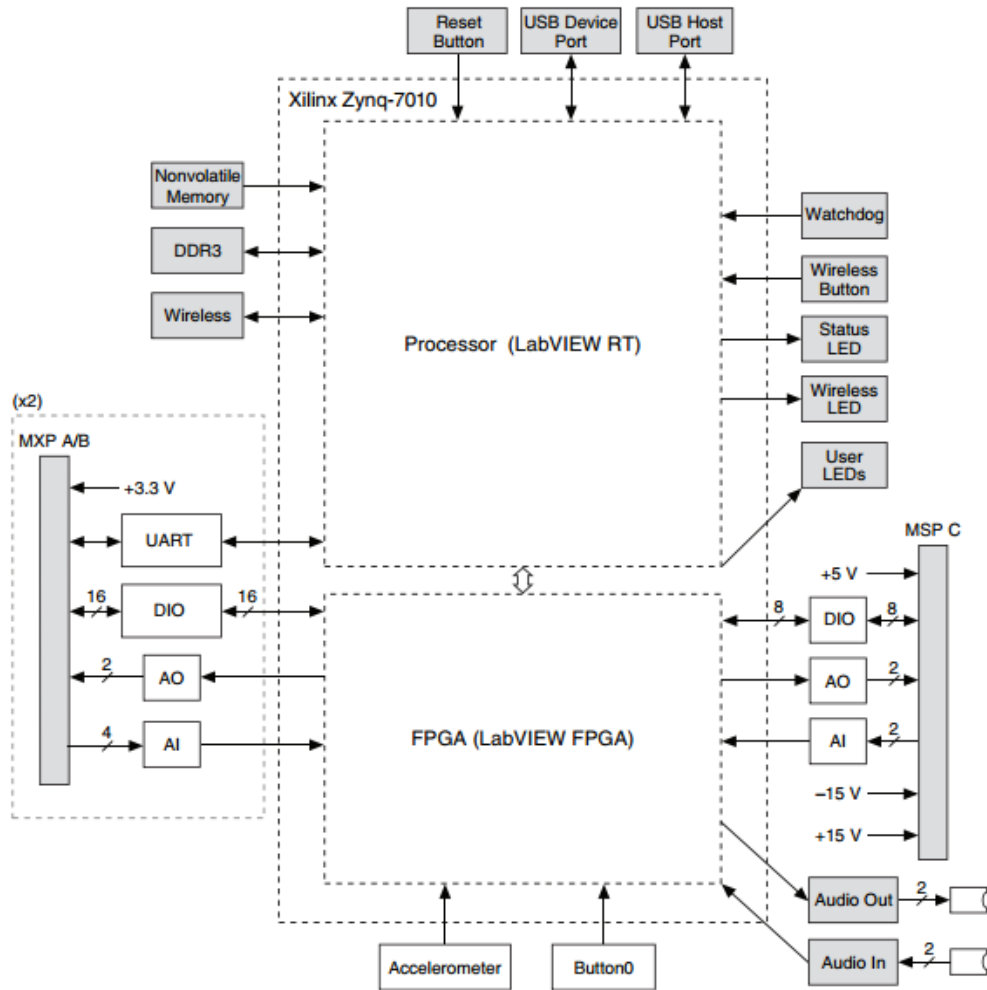 Reset
Button
USB Device
Port
USB Host
Port
Xilinx Zynq-7010
Nonvolatile
Memory
DDR3
Wireless
Processor (LabVIEW RT)
Watchdog
Wireless
Button
Status
LED
Wireless
LED
User
LEDs
(x2)
MXP A/B
+3.3 V
UART
16
DIO
16
2
AO
4
AI
FPGA (LabVIEW FPGA)
MSP C
+5 V
8
DIO
8
AO
2
AI
2
–15 V
+15 V
Audio Out
2
Audio In
2
Accelerometer
Button0